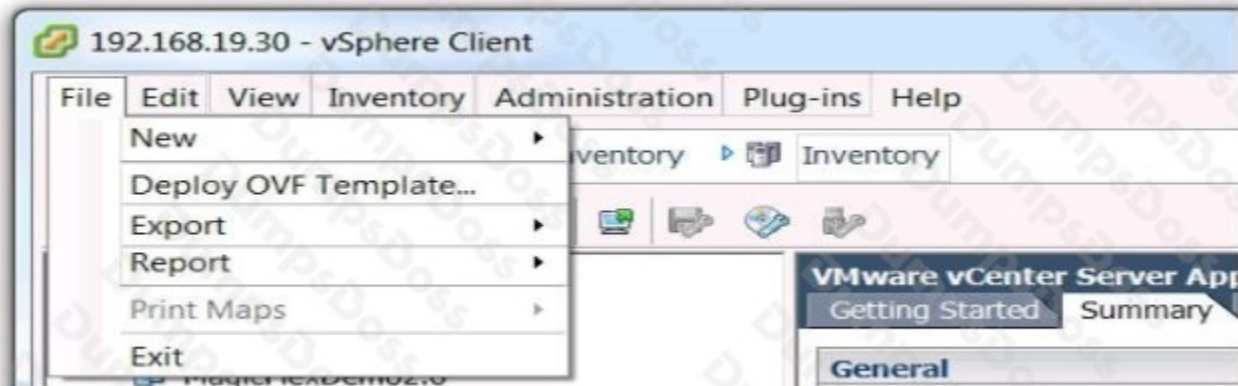 192.168.19.30 - vSphere Client
File Edit View Inventory Administration Plug-ins Help
New
Inventory
Deploy OVF Template...
Export
Report
VMware vCenter Server App
Getting Started Summary
Print Maps
Exit
General
DumpsDoss